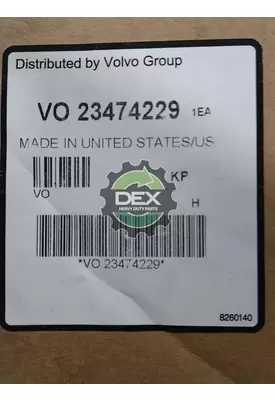 Distributed by Volvo Group
VO 23474229 1EA
MADE IN UNITED STATES/US
KP
VO
DEX
HEAVY DUTY PARTS
H
*VO 23474229*
8260140